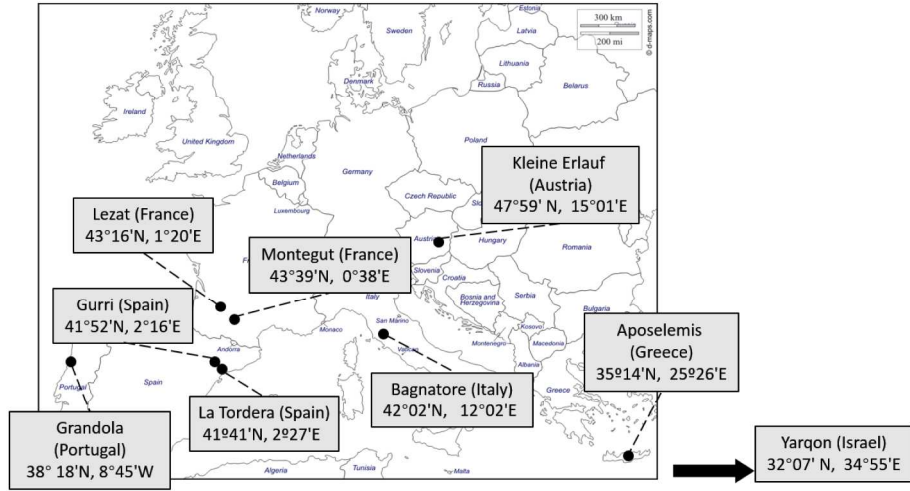 Norway
Sweden
Estonia
300 km
200 mi
© d-maps.com
Latvia
Lithuania
Russia
Belarus
Denmark
Ireland
United Kingdom
Netherlands
Belgium
Luxembourg
Germany
Poland
Czech Republic
Kleine Erlauf
(Austria)
47°59' N, 15°01'E
Lezat (France)
43°16'N, 1°20'E
Montegut (France)
43°39'N, 0°38'E
Austria
Hungary
Romania
Slovenia
Croatia
Bosnia and
Herzegovina
Serbia
Bulgaria
Italy
San Marino
Monaco
Kosovo
Montenegro
Macedonia
Albania
Gurri (Spain)
41°52'N, 2°16'E
Andorra
Aposelemis
(Greece)
35º14'N, 25º26'E
Portugal
Spain
La Tordera (Spain)
41º41'N, 2º27'E
Bagnatore (Italy)
42°02'N, 12°02'E
Greece
Grandola
(Portugal)
38° 18'N, 8°45'W
Algeria
Tunisia
Malta
Yarqon (Israel)
32°07' N, 34°55'E